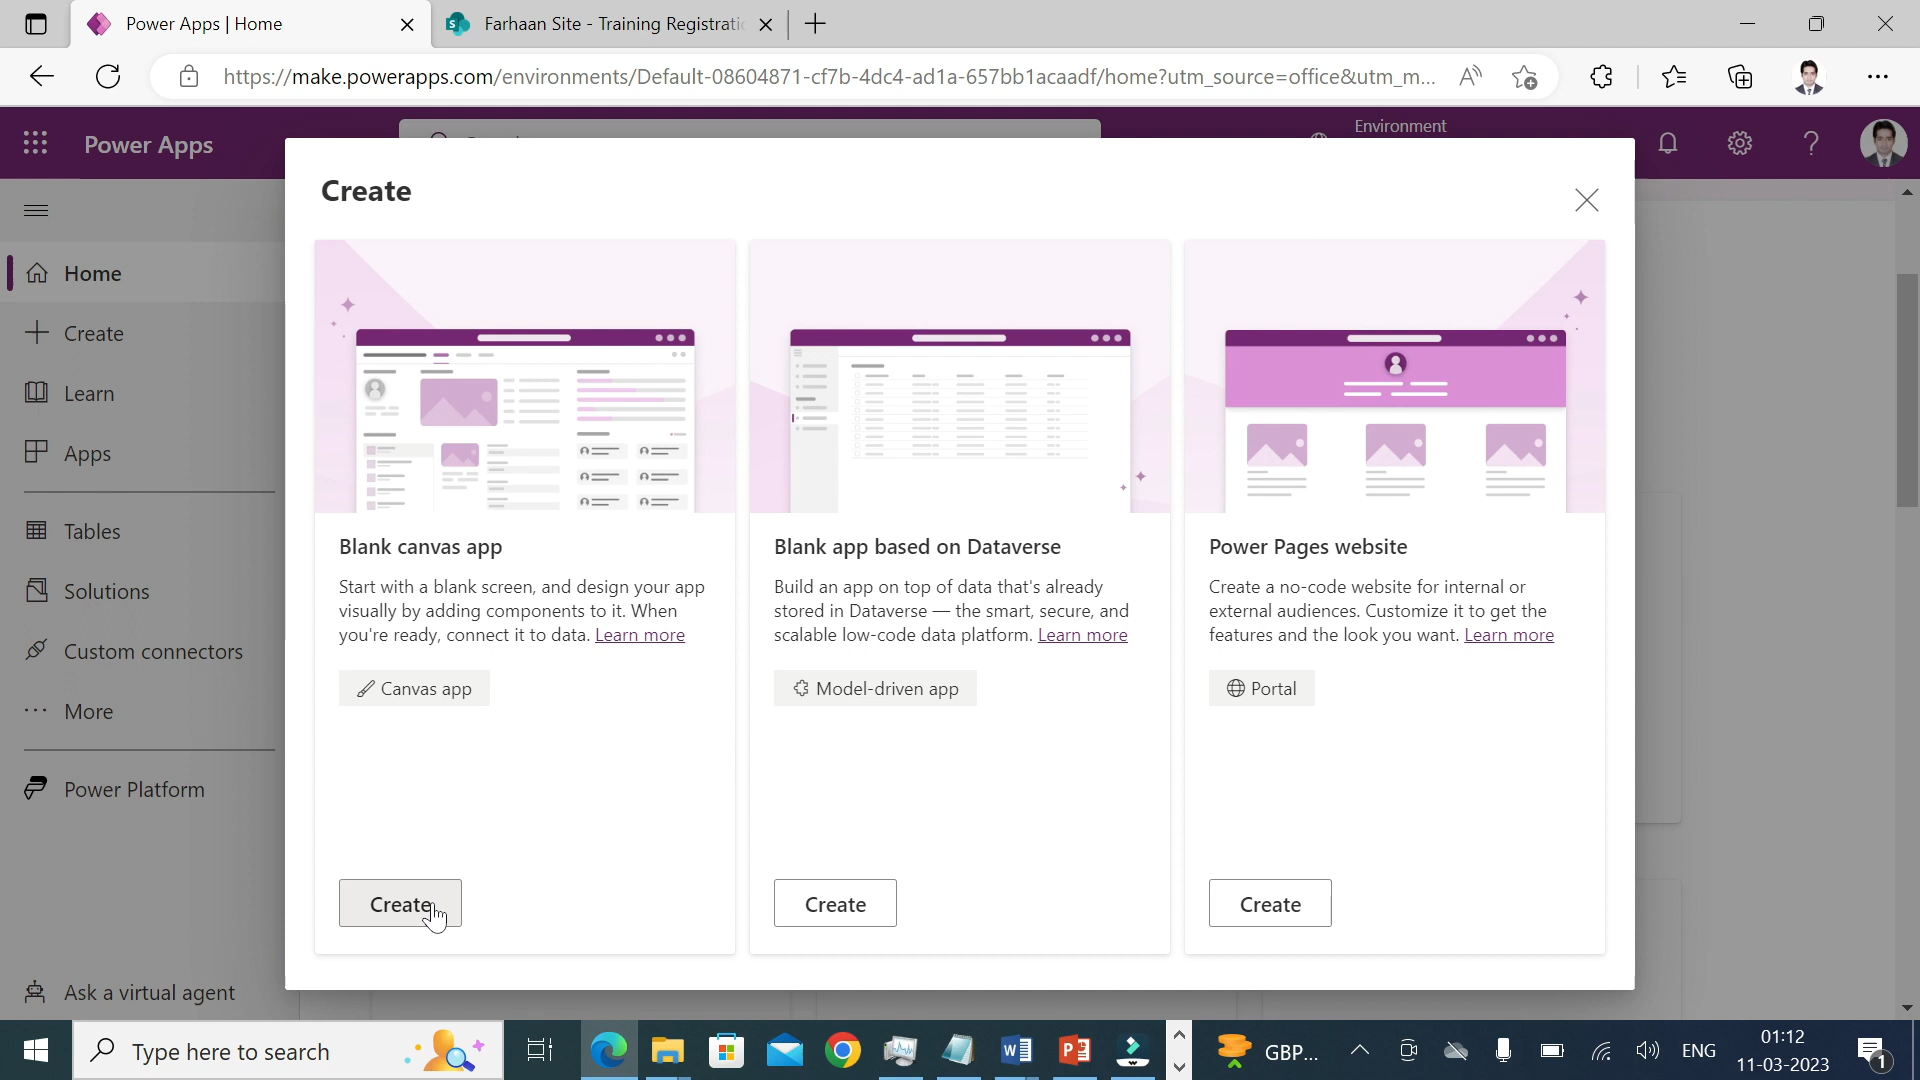 Power Apps | Home
Farhaan Site - Training Registratic
https://make.powerapps.com/environments/Default-08604871-cf7b-4dc4-ad1a-657bb1acaadf/home?utm_source=office&utm_m...
Power Apps
Environment
Create
Home
Create
Learn
Apps
Tables
Solutions
Custom connectors
More
Power Platform
Ask a virtual agent
Blank canvas app
Start with a blank screen, and design your app
visually by adding components to it. When
you're ready, connect it to data. Learn more
Canvas app
Create
Blank app based on Dataverse
Build an app on top of data that's already
stored in Dataverse — the smart, secure, and
scalable low-code data platform. Learn more
Model-driven app
Create
Power Pages website
Create a no-code website for internal or
external audiences. Customize it to get the
features and the look you want. Learn more
Portal
Create
Type here to search
GBP...
ENG
01:12
11-03-2023
1